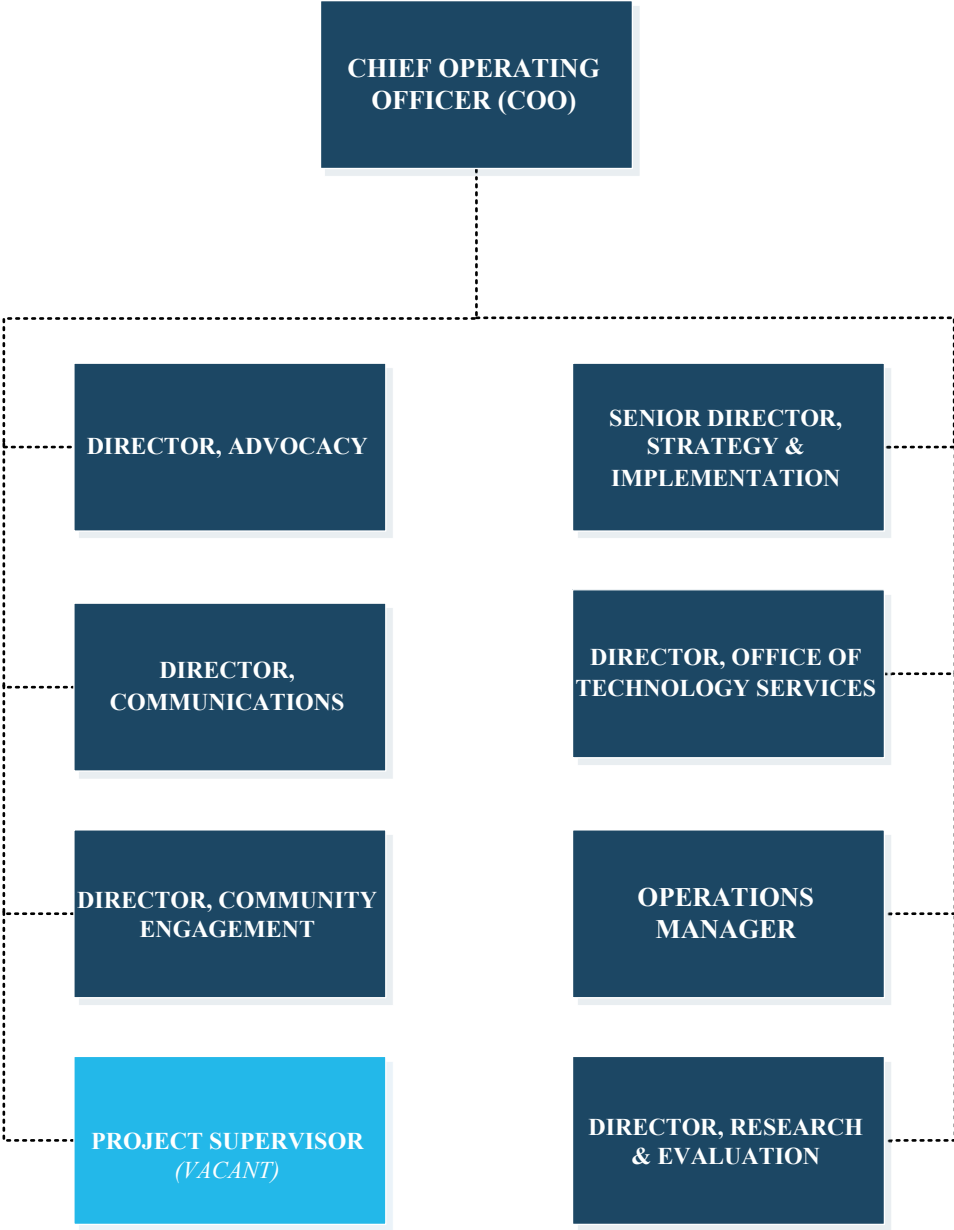 CHIEF OPERATING
OFFICER (COO)
DIRECTOR, ADVOCACY
SENIOR DIRECTOR,
STRATEGY &
IMPLEMENTATION
DIRECTOR,
COMMUNICATIONS
DIRECTOR, OFFICE OF
TECHNOLOGY SERVICES
DIRECTOR, COMMUNITY
ENGAGEMENT
OPERATIONS
MANAGER
PROJECT SUPERVISOR
(VACANT)
DIRECTOR, RESEARCH
& EVALUATION